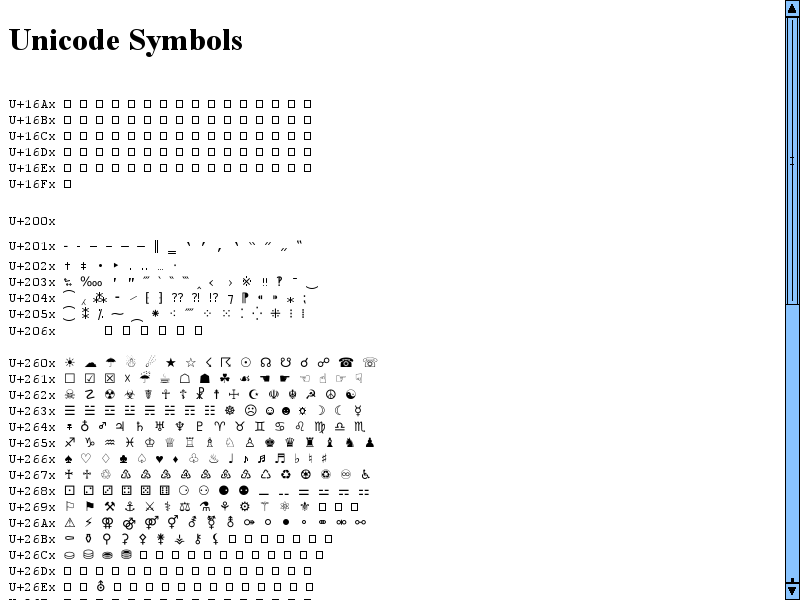 Unicode Symbols
U+16Ax □ □ □ □ □ □ □ □ □ □ □ □ □ □ □ □
U+16Bx □ □ □ □ □ □ □ □ □ □ □ □ □ □ □ □
U+16Cx □ □ □ □ □ □ □ □ □ □ □ □ □ □ □ □
U+16Dx □ □ □ □ □ □ □ □ □ □ □ □ □ □ □ □
U+16Ex □ □ □ □ □ □ □ □ □ □ □ □ □ □ □ □
U+16Fx □
U+200x
U+201x ‐ ‑ ‒ – — ― ‖ ‗ ‘ ’ ‚ ‛ “ ” „ ‟
U+202x † ‡ • ‣ ․ ‥ … ‧
U+203x ‰ ‱ ′ ″ ‴ ‵ ‶ ‷ ‸ ‹ › ※ ‼ ‽ ‾ ‿
U+204x ⁀ ⁁ ⁂ ⁃ ⁄ ⁅ ⁆ ⁇ ⁈ ⁉ ⁊ ⁋ ⁌ ⁍ ⁎ ⁏
U+205x ⁐ ⁑ ⁒ ⁓ ⁔ ⁕ ⁖ ⁗ ⁘ ⁙ ⁚ ⁛ ⁜ ⁝ ⁞
U+206x □ □ □ □ □ □
U+260x ☀ ☁ ☂ ☃ ☄ ★ ☆ ☇ ☈ ☉ ☊ ☋ ☌ ☍ ☎ ☏
U+261x ☐ ☑ ☒ ☓ ☔ ☕ ☖ ☗ ☘ ☙ ☚ ☛ ☜ ☝ ☞ ☟
U+262x ☠ ☡ ☢ ☣ ☤ ☥ ☦ ☧ ☨ ☩ ☪ ☫ ☬ ☭ ☮ ☯
U+263x ☰ ☱ ☲ ☳ ☴ ☵ ☶ ☷ ☸ ☹ ☺ ☻ ☼ ☽ ☾ ☿
U+264x ♀ ♁ ♂ ♃ ♄ ♅ ♆ ♇ ♈ ♉ ♊ ♋ ♌ ♍ ♎ ♏
U+265x ♐ ♑ ♒ ♓ ♔ ♕ ♖ ♗ ♘ ♙ ♚ ♛ ♜ ♝ ♞ ♟
U+266x ♠ ♡ ♢ ♣ ♤ ♥ ♦ ♧ ♨ ♩ ♪ ♫ ♬ ♭ ♮ ♯
U+267x ♰ ♱ ♲ ♳ ♴ ♵ ♶ ♷ ♸ ♹ ♺ ♻ ♼ ♽ ♾ ♿
U+268x ⚀ ⚁ ⚂ ⚃ ⚄ ⚅ ⚆ ⚇ ⚈ ⚉ ⚊ ⚋ ⚌ ⚍ ⚎ ⚏
U+269x ⚐ ⚑ ⚒ ⚓ ⚔ ⚕ ⚖ ⚗ ⚘ ⚙ ⚚ ⚛ ⚜ □ □ □
U+26Ax ⚠ ⚡ ⚢ ⚣ ⚤ ⚥ ⚦ ⚧ ⚨ ⚩ ⚪ ⚫ ⚬ ⚭ ⚮ ⚯
U+26Bx ⚰ ⚱ ⚲ ⚳ ⚴ ⚵ ⚶ ⚷ ⚸ □ □ □ □ □ □ □
U+26Cx ⛀ ⛁ ⛂ ⛃ □ □ □ □ □ □ □ □ □ □ □ □
U+26Dx □ □ □ □ □ □ □ □ □ □ □ □ □ □ □ □
U+26Ex □ □ ⛢ □ □ □ □ □ □ □ □ □ □ □ □ □